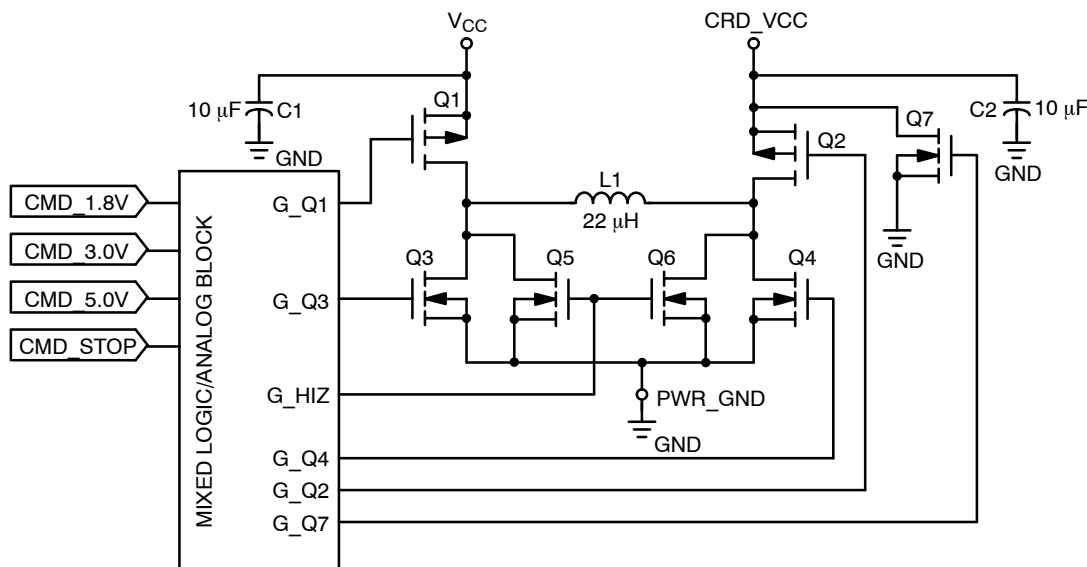 VCC
CRD_VCC
Q1
10 μF
C1
Q7
C2
10 μF
Q2
GND
GND
L1
CMD_1.8V
G_Q1
22 μH
CMD_3.0V
GND
Q3
Q5
Q6
Q4
CMD_5.0V
G_Q3
CMD_STOP
MIXED LOGIC/ANALOG BLOCK
G_HIZ
PWR_GND
GND
G_Q4
G_Q2
G_Q7